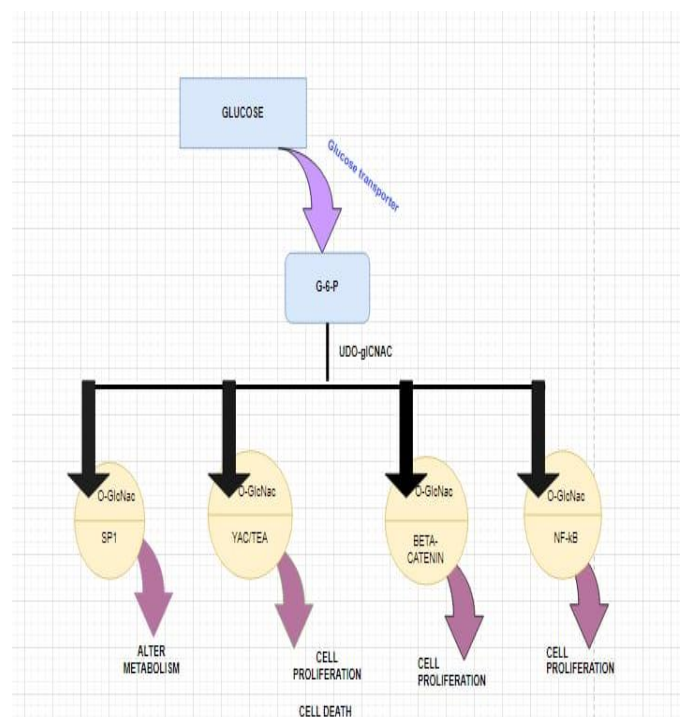 GLUCOSE
Glucose transporter
G-6-P
UDO-glCNAC
O-GlcNac
SP1
O-GlcNac
YAC/TEA
O-GlcNac
BETA-
CATENIN
O-GlcNac
NF-kB
ALTER
METABOLISM
CELL
PROLIFERATION
CELL DEATH
CELL
PROLIFERATION
CELL
PROLIFERATION